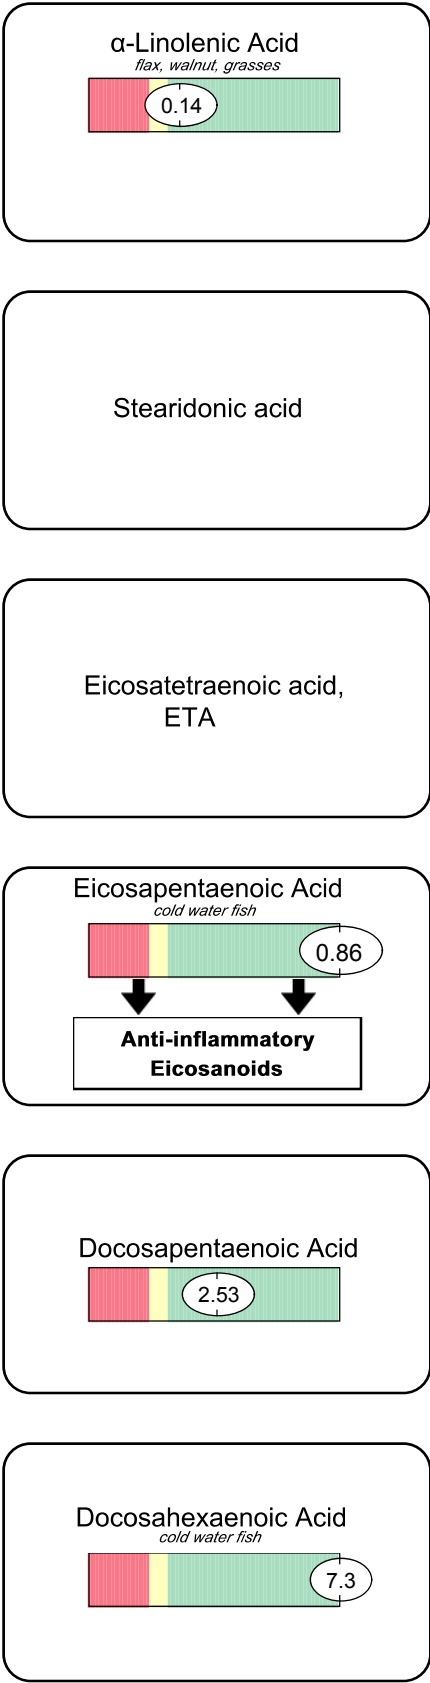 α-Linolenic Acid
flax, walnut, grasses
0.14
Stearidonic acid
Eicosatetraenoic acid,
ETA
Eicosapentaenoic Acid
cold water fish
0.86
Anti-inflammatory
Eicosanoids
Docosapentaenoic Acid
2.53
Docosahexaenoic Acid
cold water fish
7.3